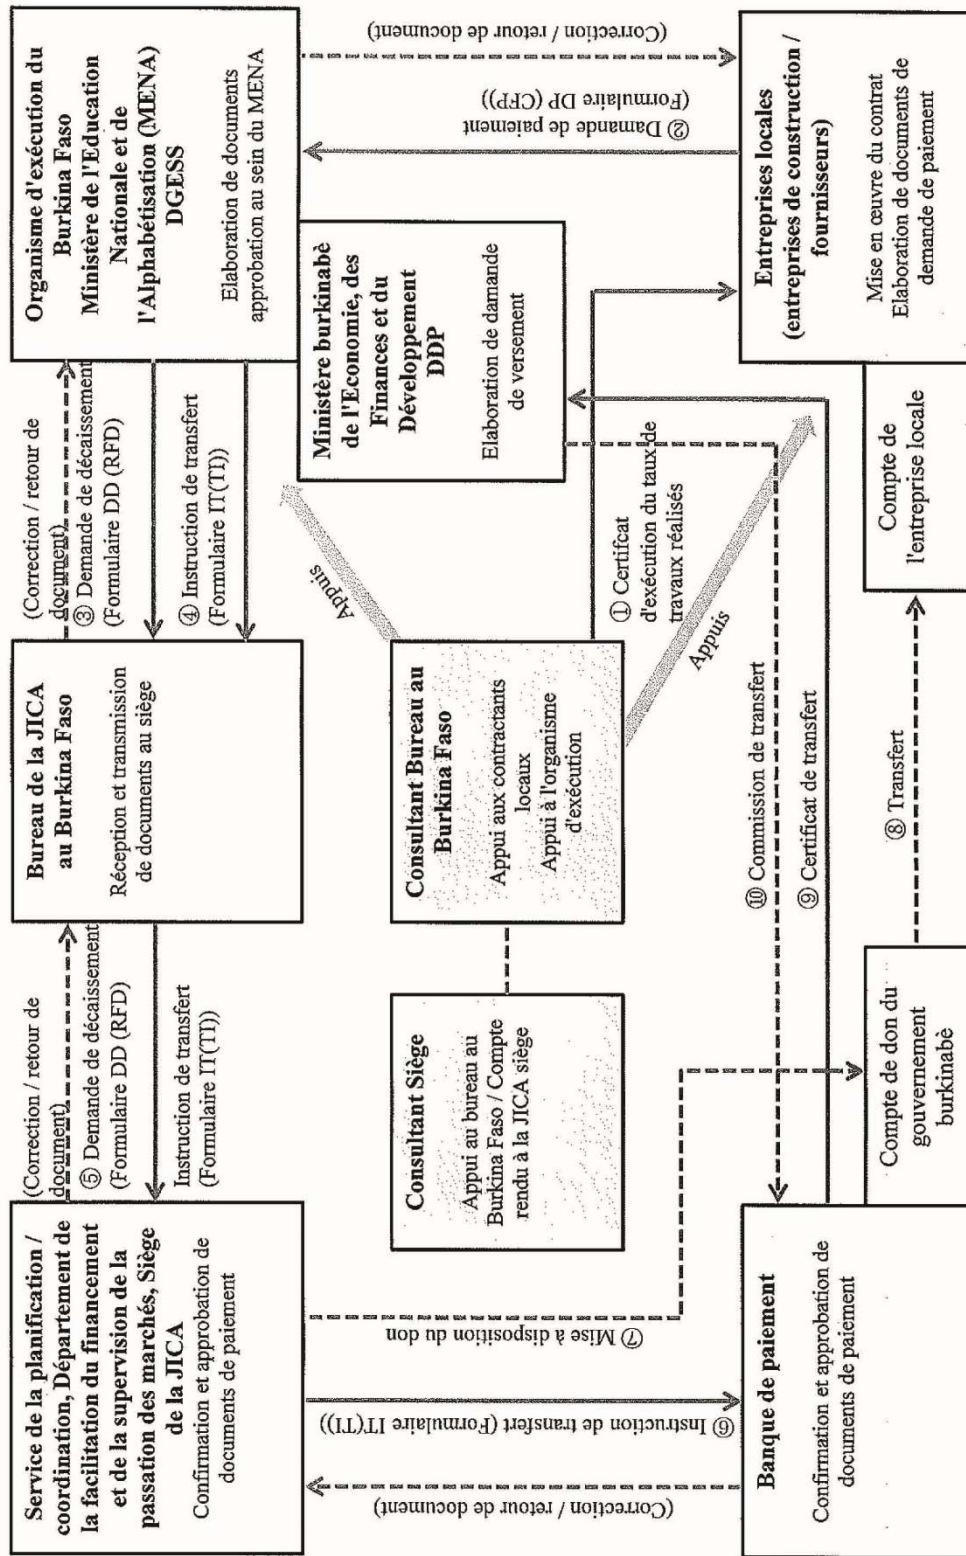 Service de la planification /
coordination, Département de
la facilitation du financement
et de la supervision de la
passation des marchés, Siège
de la JICA
Confirmation et approbation de
documents de paiement
(Correction / retour de
document)
⑤ Demande de décaissement
(Formulaire DD (RFD)
Instruction de transfert
(Formulaire IT(TI))
Bureau de la JICA
au Burkina Faso
Réception et transmission
de documents au siège
(Correction / retour de
document)
③ Demande de décaissement
(Formulaire DD (RFD)
④ Instruction de transfert
(Formulaire IT(TI))
Organisme d'exécution du
Burkina Faso
Ministère de l'Education
Nationale et de
l'Alphabétisation (MENA)
DGESS
Elaboration de documents
approbation au sein du MENA
Consultant Siège
Appui au bureau au
Burkina Faso / Compte
rendu à la JICA siège
Consultant Bureau au
Burkina Faso
Appui aux contractants
locaux
Appui à l'organisme
d'exécution
Appuis
Appuis
Ministère burkinabè
de l'Economie, des
Finances et du
Développement
DDP
Elaboration de damande
de versement
① Certifcat
d'exécution du taux de
travaux réalisés
② Damande de paiement
(Formulaire DP (CFP))
(Correction / retour de document)
(Correction / retour de document)
⑥ Instruction de transfert (Formulaire IT(TI))
⑦ Mise à disposition du don
⑩ Commission de transfert
⑨ Certificat de transfert
Banque de paiement
Confirmation et approbation de
documents de paiement
Compte de don du
gouvernement
burkinabè
⑧ Transfert
Compte de
l'entreprise locale
Entreprises locales
(entreprises de construction /
fournisseurs)
Mise en œuvre du contrat
Elaboration de documents de
demande de paiement